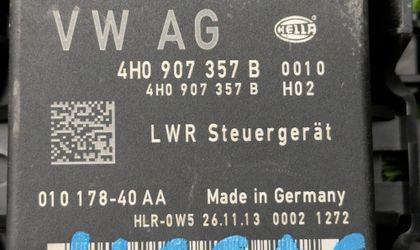 VW AG
HELLA
4H0 907 357 B 0010
4H0 907 357 B H02
LWR Steuergerät
010 178-40 AA Made in Germany
HLR-0W5 26.11.13 0002 1272